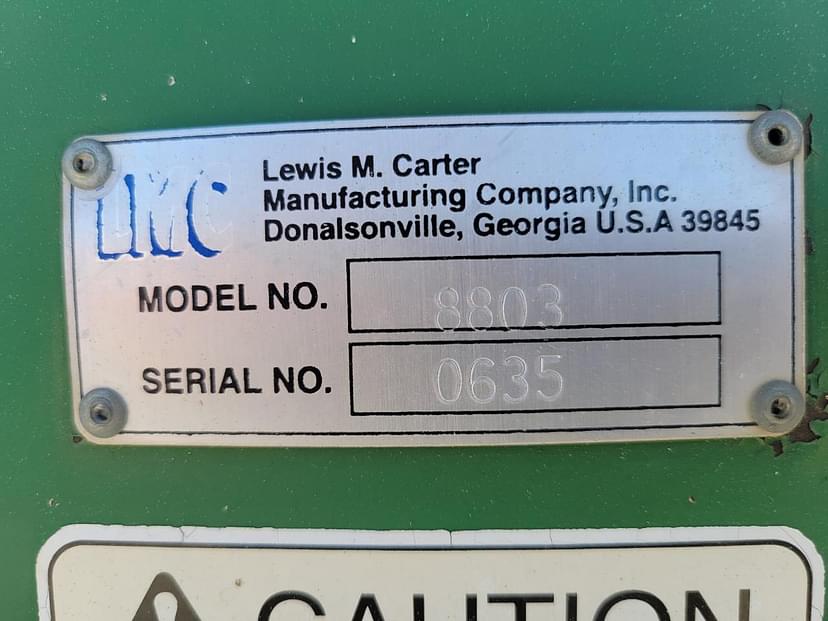 LMC
Lewis M. Carter
Manufacturing Company, Inc.
Donalsonville, Georgia U.S.A 39845
MODEL NO. 8803
SERIAL NO. 0635
CAUTION